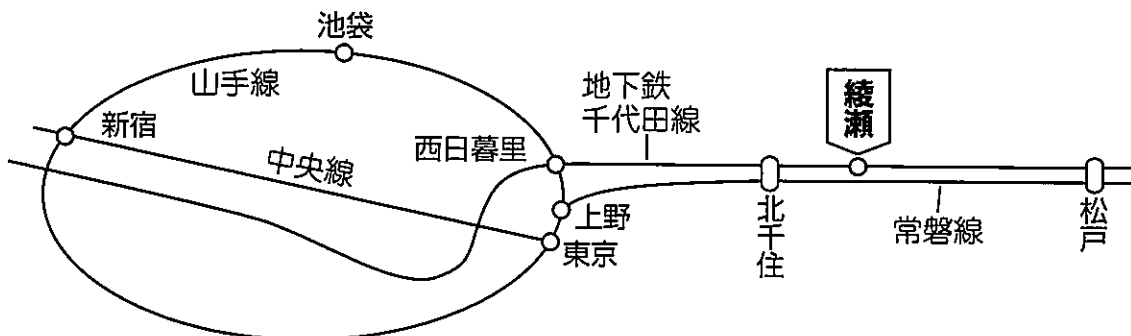 池袋
山手線
新宿
中央線
西日暮里
地下鉄
千代田線
綾瀬
上野
東京
北千住
常磐線
松戸